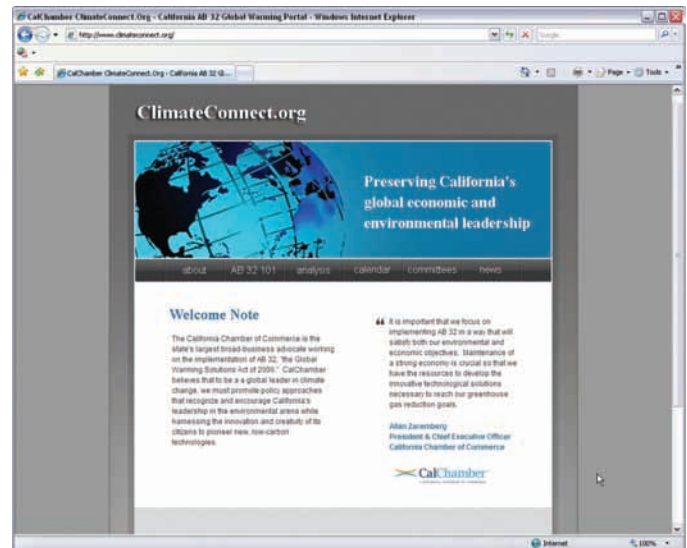 CalChamber ClimateConnect.Org - California AB 32 Global Warming Portal - Windows Internet Explorer
http://www.climateconnect.org/
Google
CalChamber ClimateConnect.Org - California AB 32 G...
Page
Tools
ClimateConnect.org
Preserving California's
global economic and
environmental leadership
about AB 32 101 analysis calendar committees news
Welcome Note
The California Chamber of Commerce is the
state's largest broad-business advocate working
on the implementation of AB 32, "the Global
Warming Solutions Act of 2006." CalChamber
believes that to be a a global leader in climate
change, we must promote policy approaches
that recognize and encourage California's
leadership in the environmental arena while
harnessing the innovation and creativity of its
citizens to pioneer new, low-carbon
technologies.
“ It is important that we focus on
implementing AB 32 in a way that will
satisfy both our environmental and
economic objectives. Maintenance of
a strong economy is crucial so that we
have the resources to develop the
innovative technological solutions
necessary to reach our greenhouse
gas reduction goals.
Allan Zaremberg
President & Chief Executive Officer
California Chamber of Commerce
CalChamber
Internet
100%